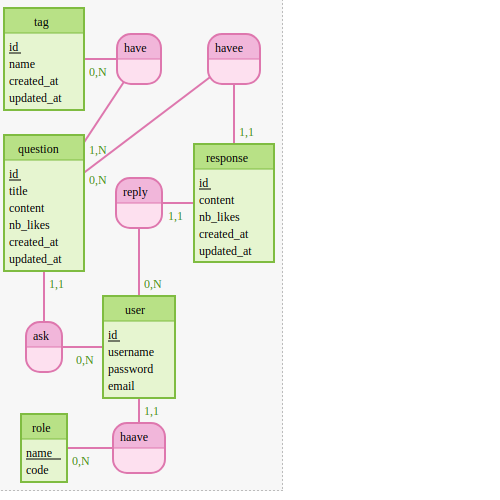 tag
id
name
created_at
updated_at
have
havee
0,N
1,1
question
1,N
0,N
id
title
content
nb_likes
created_at
updated_at
response
id
content
nb_likes
created_at
updated_at
reply
1,1
1,1
0,N
ask
0,N
user
id
username
password
email
1,1
role
name
code
haave
0,N